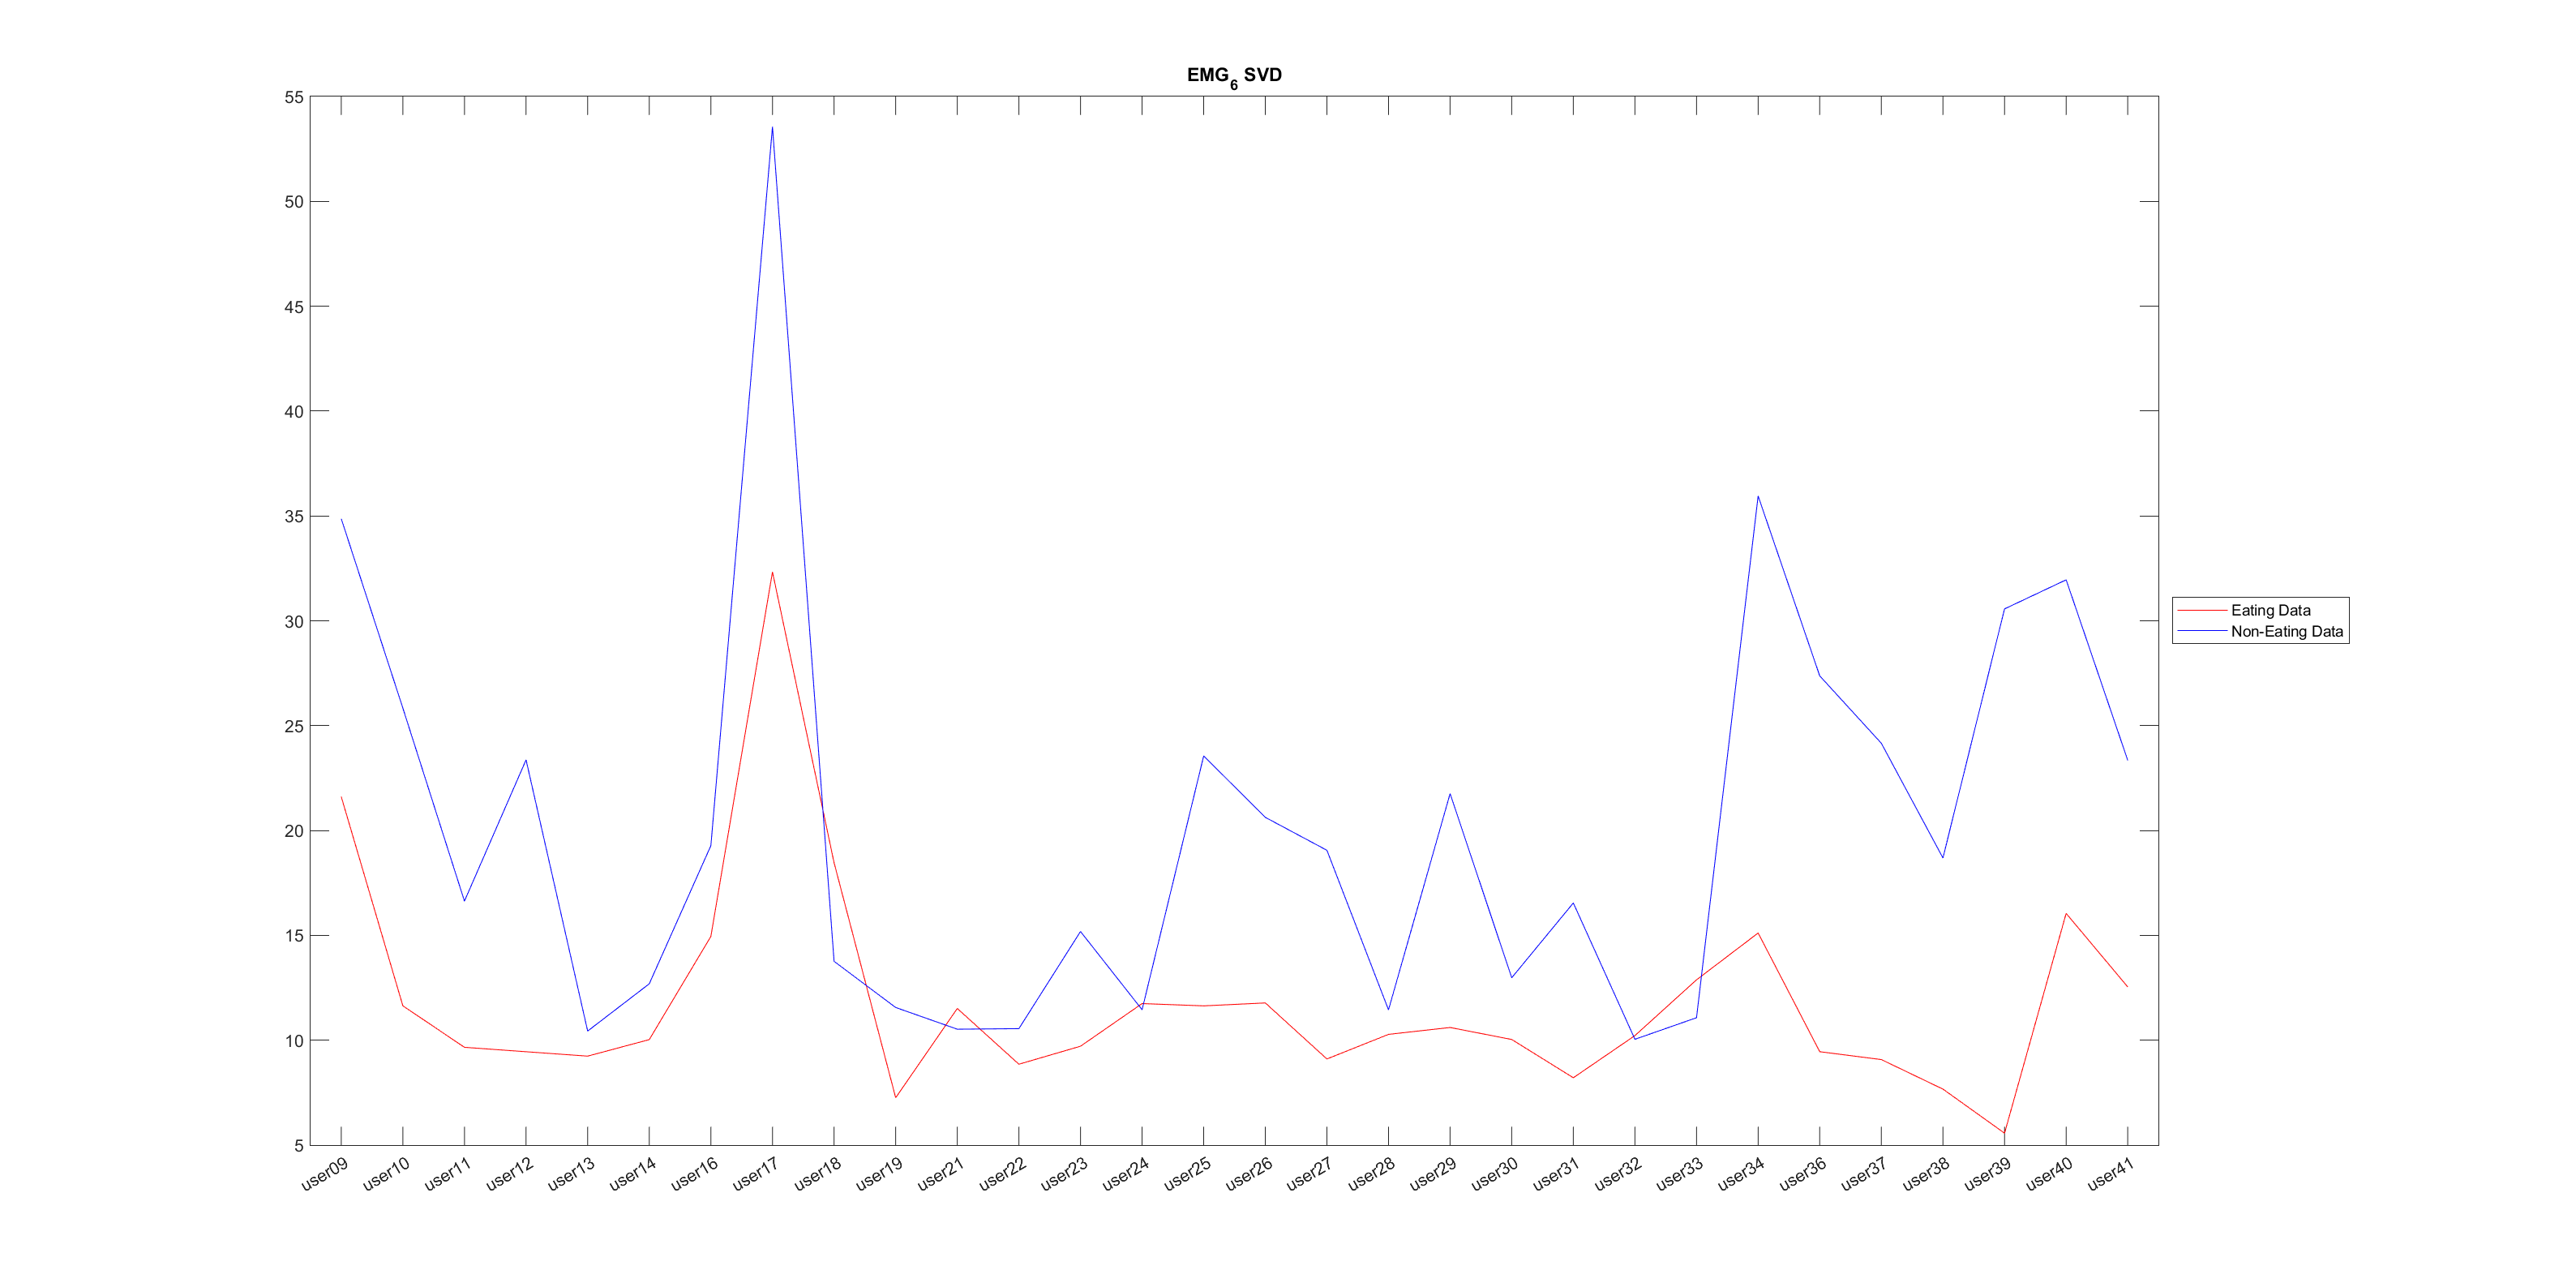 EMG6 SVD
55
50
45
40
35
30
25
20
15
10
5
Eating Data
Non-Eating Data
user09
user10
user11
user12
user13
user14
user16
user17
user18
user19
user21
user22
user23
user24
user25
user26
user27
user28
user29
user30
user31
user32
user33
user34
user36
user37
user38
user39
user40
user41